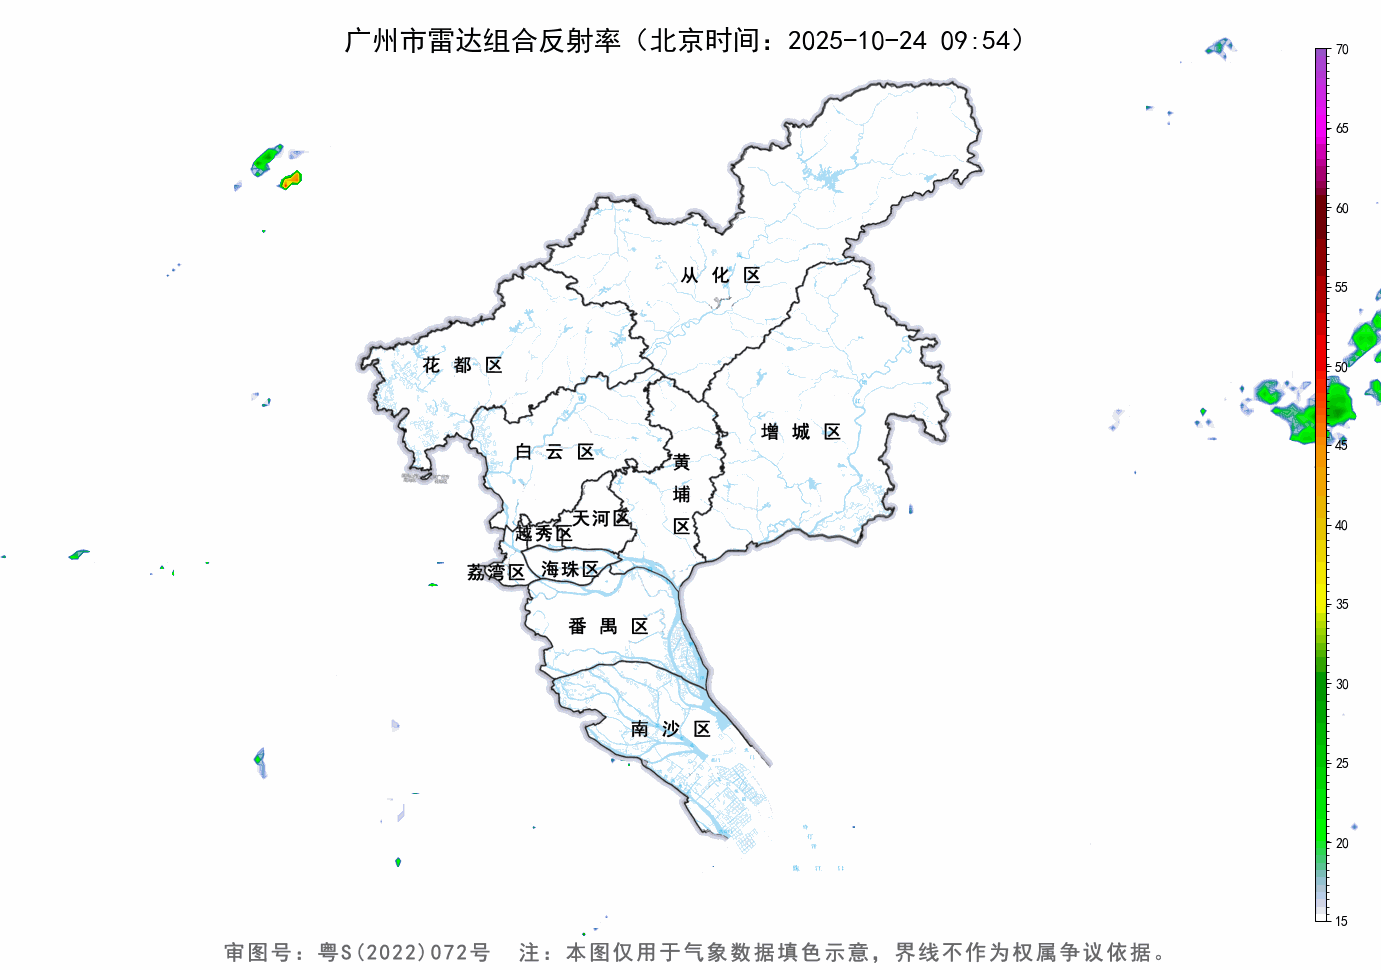 广州市雷达组合反射率（北京时间：2025-10-24 09:54）
70
65
60
55
50
45
40
35
30
25
20
15
从化区
花都区
增城区
白云区
黄埔区
天河区
越秀区
荔湾区
海珠区
番禺区
南沙区
审图号：粤S(2022)072号 注：本图仅用于气象数据填色示意，界线不作为权属争议依据。